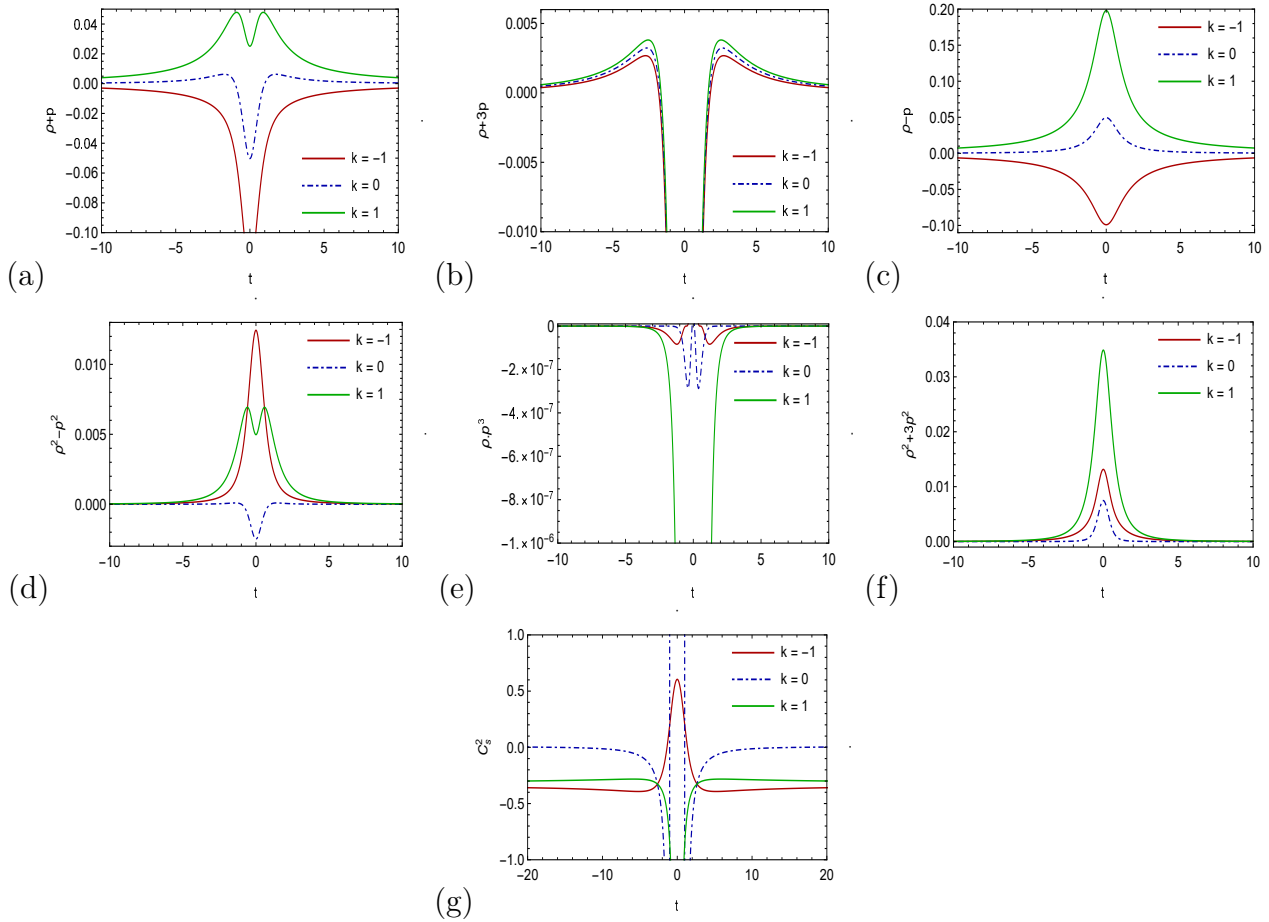 ρ+p
0.04
0.02
0.00
−0.02
−0.04
−0.06
−0.08
−0.10
−10 −5 0 5 10
t
k = −1
k = 0
k = 1
(a)
ρ+3p
0.005
0.000
−0.005
−0.010
−10 −5 0 5 10
t
k = −1
k = 0
k = 1
(b)
ρ−p
0.20
0.15
0.10
0.05
0.00
−0.05
−0.10
−10 −5 0 5 10
t
k = −1
k = 0
k = 1
(c)
ρ²−p²
0.010
0.005
0.000
−10 −5 0 5 10
t
k = −1
k = 0
k = 1
(d)
ρ.p³
0
−2.×10⁻⁷
−4.×10⁻⁷
−6.×10⁻⁷
−8.×10⁻⁷
−1.×10⁻⁶
−10 −5 0 5 10
t
k = −1
k = 0
k = 1
(e)
ρ²+3p²
0.04
0.03
0.02
0.01
0.00
−10 −5 0 5 10
t
k = −1
k = 0
k = 1
(f)
C_s²
1.0
0.5
0.0
−0.5
−1.0
−20 −10 0 10 20
t
k = −1
k = 0
k = 1
(g)